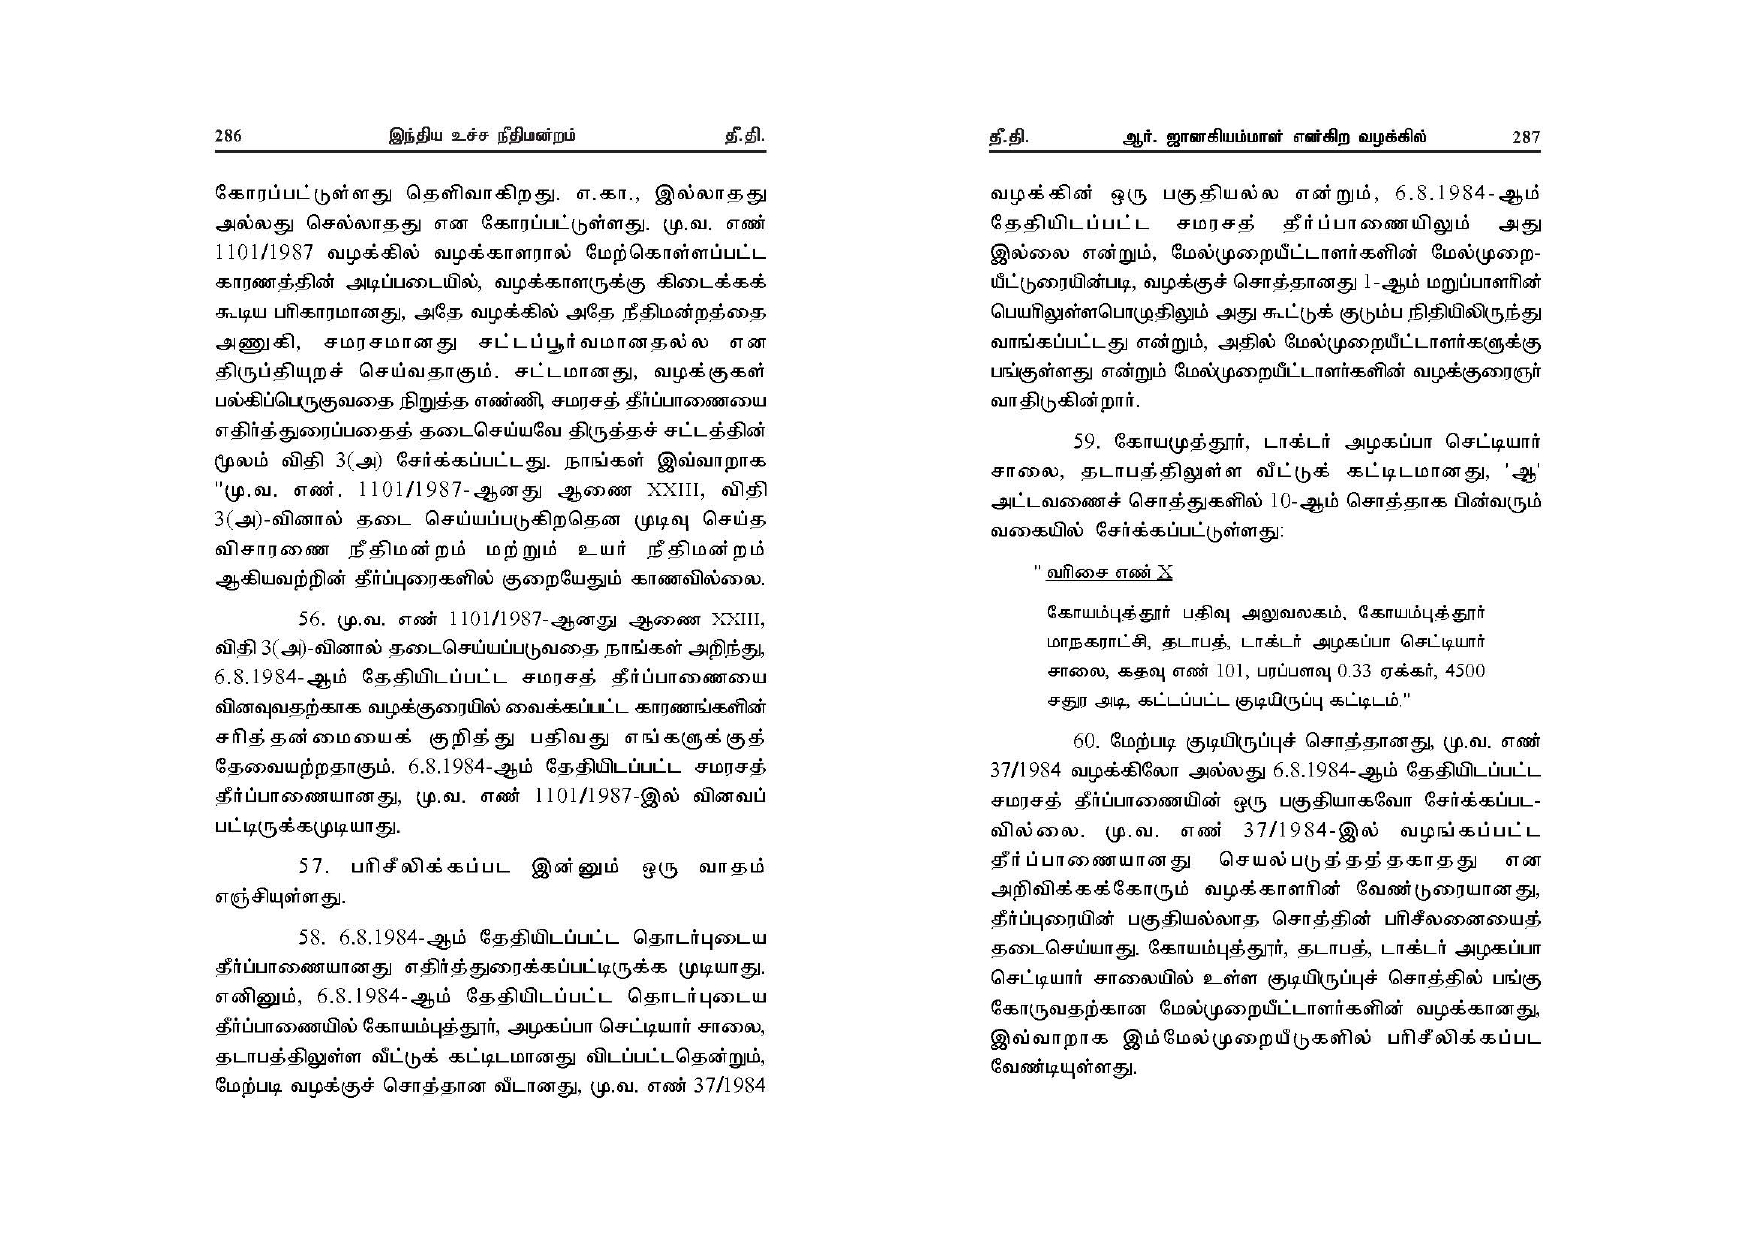 286 இந்திய உச்ச நீதிமன்றம் தீ.தி.
கோரப்பட்டுள்ளது தெளிவாகிறது. எ.கா., இல்லாதது
அல்லது செல்லாதது என கோரப்பட்டுள்ளது. மு.வ. எண்
1101/1987 வழக்கில் வழக்காளரால் மேற்கொள்ளப்பட்ட
காரணத்தின் அடிப்படையில், வழக்காளருக்கு கிடைக்கக்
கூடிய பரிகாரமானது, அதே வழக்கில் அதே நீதிமன்றத்தை
அணுகி, சமரசமானது சட்டப்பூர்வமானதல்ல என
திருப்தியுறச் செய்வதாகும். சட்டமானது, வழக்குகள்
பல்கிப்பெருகுவதை நிறுத்த எண்ணி, சமரசத் தீர்ப்பாணையை
எதிர்த்துரைப்பதைத் தடைசெய்யவே திருத்தச் சட்டத்தின்
மூலம் விதி 3(அ) சேர்க்கப்பட்டது. நாங்கள் இவ்வாறாக
"மு.வ. எண். 1101/1987-ஆனது ஆணை XXIII, விதி
3(அ)-வினால் தடை செய்யப்படுகிறதென முடிவு செய்த
விசாரணை நீதிமன்றம் மற்றும் உயர் நீதிமன்றம்
ஆகியவற்றின் தீர்ப்புரைகளில் குறையேதும் காணவில்லை.
56. மு.வ. எண் 1101/1987-ஆனது ஆணை XXIII,
விதி 3(அ)-வினால் தடைசெய்யப்படுவதை நாங்கள் அறிந்து,
6.8.1984-ஆம் தேதியிடப்பட்ட சமரசத் தீர்ப்பாணையை
வினவுவதற்காக வழக்குரையில் வைக்கப்பட்ட காரணங்களின்
சரித்தன்மையைக் குறித்து பதிவது எங்களுக்குத்
தேவையற்றதாகும். 6.8.1984-ஆம் தேதியிடப்பட்ட சமரசத்
தீர்ப்பாணையானது, மு.வ. எண் 1101/1987-இல் வினவப்
பட்டிருக்கமுடியாது.
57. பரிசீலிக்கப்பட இன்னும் ஒரு வாதம்
எஞ்சியுள்ளது.
58. 6.8.1984-ஆம் தேதியிடப்பட்ட தொடர்புடைய
தீர்ப்பாணையானது எதிர்த்துரைக்கப்பட்டிருக்க முடியாது.
எனினும், 6.8.1984-ஆம் தேதியிடப்பட்ட தொடர்புடைய
தீர்ப்பாணையில் கோயம்புத்தூர், அழகப்பா செட்டியார் சாலை,
தடாபத்திலுள்ள வீட்டுக் கட்டிடமானது விடப்பட்டதென்றும்,
மேற்படி வழக்குச் சொத்தான வீடானது, மு.வ. எண் 37/1984
தீ.தி. ஆர். ஜானகியம்மாள் எனகிற வழக்கில் 287
வழக்கின் ஒரு பகுதியல்ல என்றும், 6.8.1984-ஆம்
தேதியிடப்பட்ட சமரசத் தீர்ப்பாணையிலும் அது
இல்லை என்றும், மேல்முறையீட்டாளர்களின் மேல்முறை-
யீட்டுரையின்படி, வழக்குச் சொத்தானது 1-ஆம் மறுப்பாளரின்
பெயரிலுள்ளபொழுதிலும் அது கூட்டுக் குடும்ப நிதியிலிருந்து
வாங்கப்பட்டது என்றும், அதில் மேல்முறையீட்டாளர்களுக்கு
பங்குள்ளது என்றும் மேல்முறையீட்டாளர்களின் வழக்குரைஞர்
வாதிடுகின்றார்.
59. கோயமுத்தூர், டாக்டர் அழகப்பா செட்டியார்
சாலை, தடாபத்திலுள்ள வீட்டுக் கட்டிடமானது, 'ஆ'
அட்டவணைச் சொத்துகளில் 10-ஆம் சொத்தாக பின்வரும்
வகையில் சேர்க்கப்பட்டுள்ளது:
" வரிசை எண் X
கோயம்புத்தூர் பதிவு அலுவலகம், கோயம்புத்தூர்
மாநகராட்சி, தடாபத், டாக்டர் அழகப்பா செட்டியார்
சாலை, கதவு எண் 101, பரப்பளவு 0.33 ஏக்கர், 4500
சதுர அடி, கட்டப்பட்ட குடியிருப்பு கட்டிடம்."
60. மேற்படி குடியிருப்புச் சொத்தானது, மு.வ. எண்
37/1984 வழக்கிலோ அல்லது 6.8.1984-ஆம் தேதியிடப்பட்ட
சமரசத் தீர்ப்பாணையின் ஒரு பகுதியாகவோ சேர்க்கப்பட-
வில்லை. மு.வ. எண் 37/1984-இல் வழங்கப்பட்ட
தீர்ப்பாணையானது செயல்படுத்தத்தகாதது என
அறிவிக்கக்கோரும் வழக்காளரின் வேண்டுரையானது,
தீர்ப்புரையின் பகுதியல்லாத சொத்தின் பரிசீலனையைத்
தடைசெய்யாது. கோயம்புத்தூர், தடாபத், டாக்டர் அழகப்பா
செட்டியார் சாலையில் உள்ள குடியிருப்புச் சொத்தில் பங்கு
கோருவதற்கான மேல்முறையீட்டாளர்களின் வழக்கானது,
இவ்வாறாக இம்மேல்முறையீடுகளில் பரிசீலிக்கப்பட
வேண்டியுள்ளது.